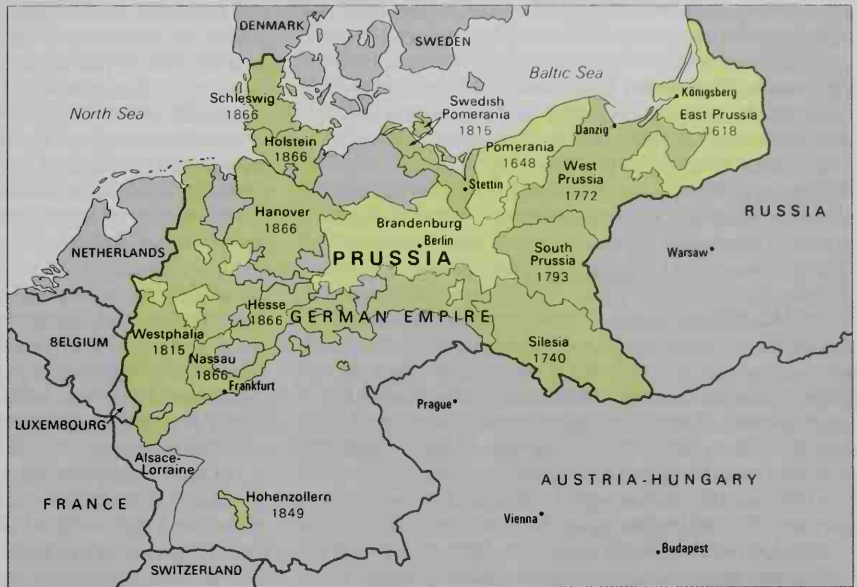 DENMARK
SWEDEN
Baltic Sea
North Sea
Schleswig
1866
Holstein
1866
Swedish
Pomerania
1815
Königsberg
East Prussia
1618
Danzig
Pomerania
1648
West
Prussia
1772
Stettin
Hanover
1866
Brandenburg
Berlin
PRUSSIA
RUSSIA
NETHERLANDS
South
Prussia
1793
Warsaw
Hesse
1866
GERMAN EMPIRE
BELGIUM
Westphalia
1815
Nassau
1866
Frankfurt
Silesia
1740
Prague
LUXEMBOURG
Alsace-
Lorraine
FRANCE
Hohenzollern
1849
AUSTRIA-HUNGARY
Vienna
Budapest
SWITZERLAND